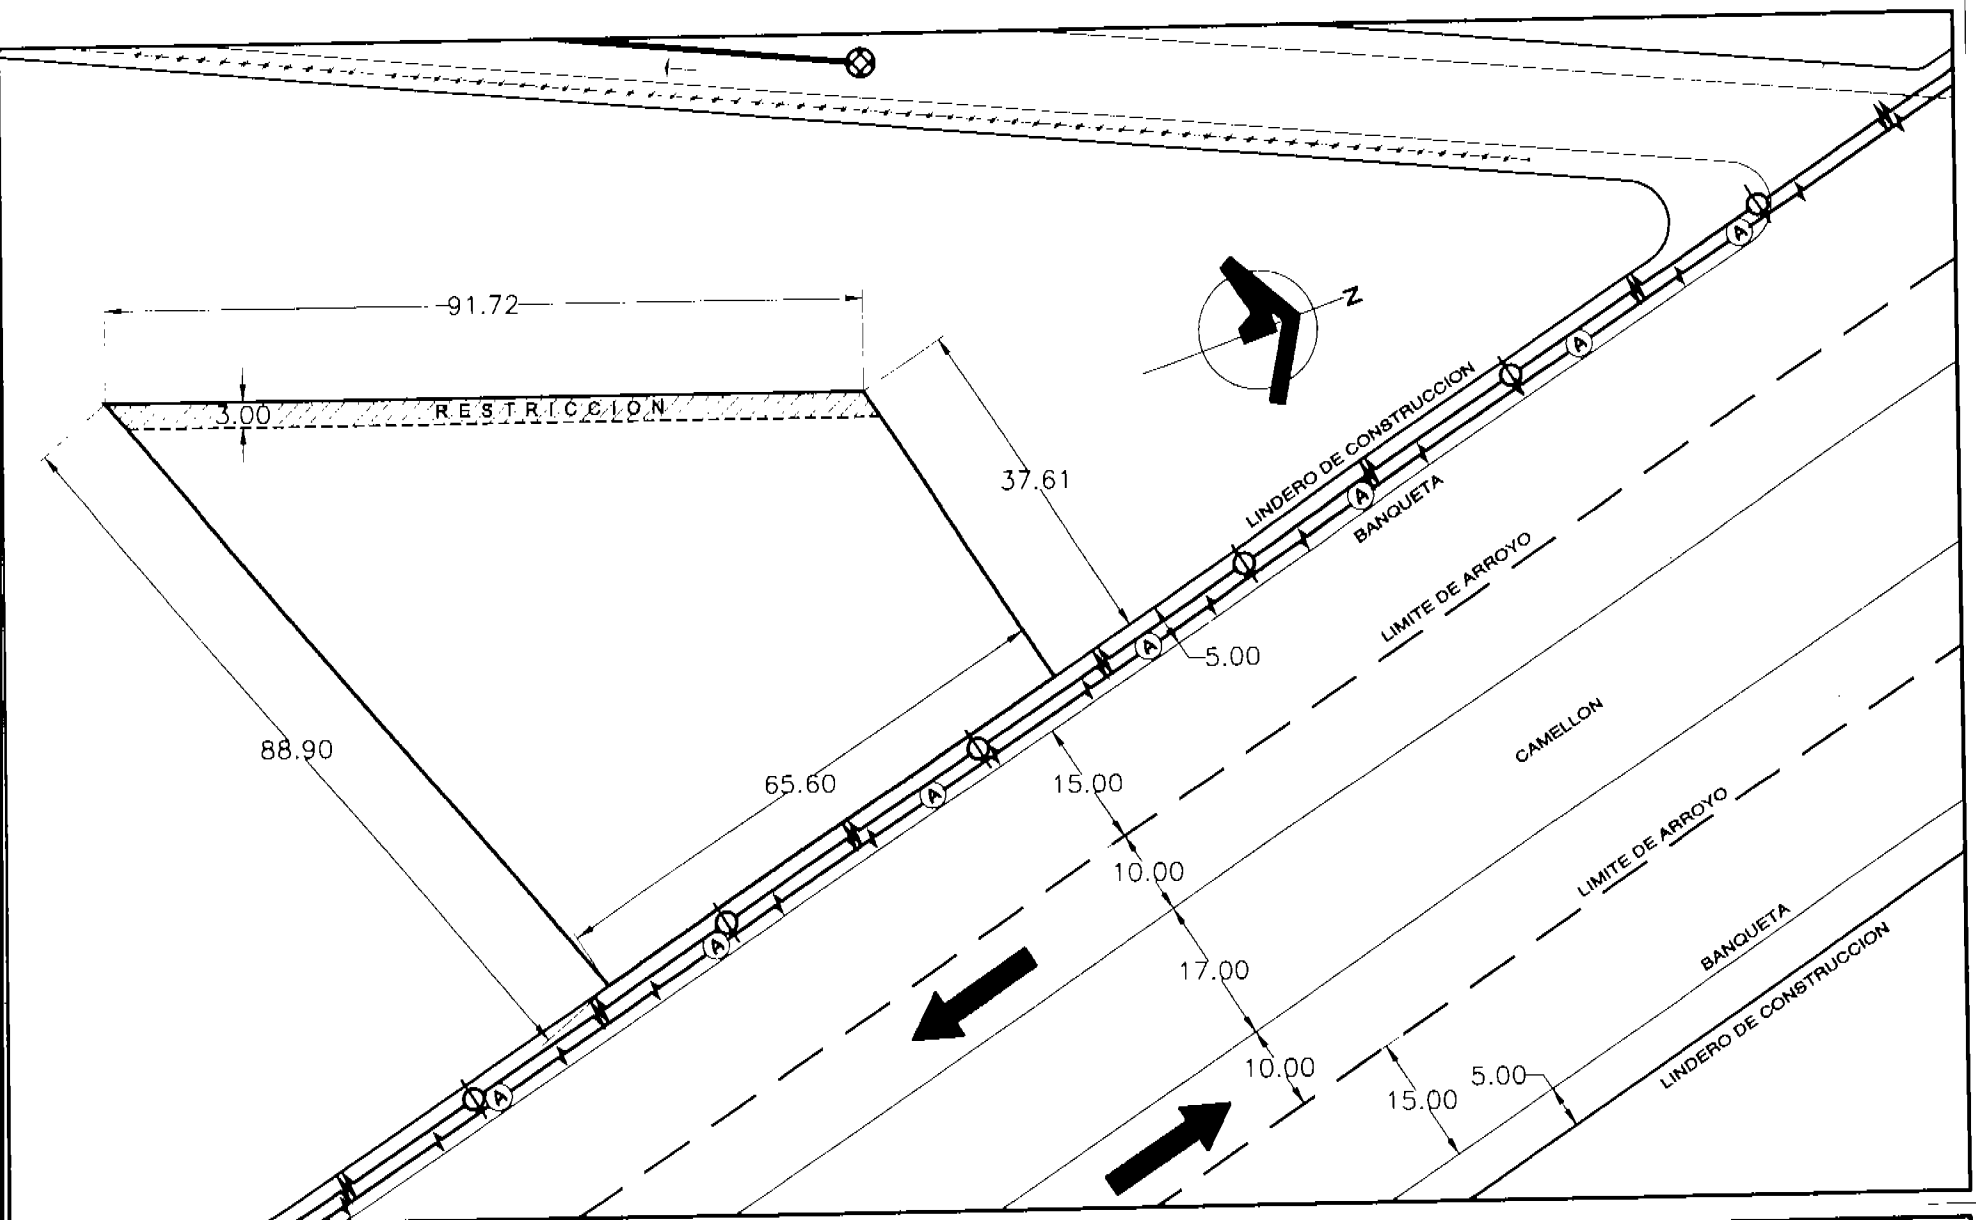 91.72
N
3.00
RESTRICCION
37.61
LINDERO DE CONSTRUCCION
A
A
A
BANQUETA
LIMITE DE ARROYO
A
5.00
88.90
65.60
A
15.00
CAMELLON
10.00
LIMITE DE ARROYO
A
17.00
BANQUETA
LINDERO DE CONSTRUCCION
10.00
A
15.00
5.00